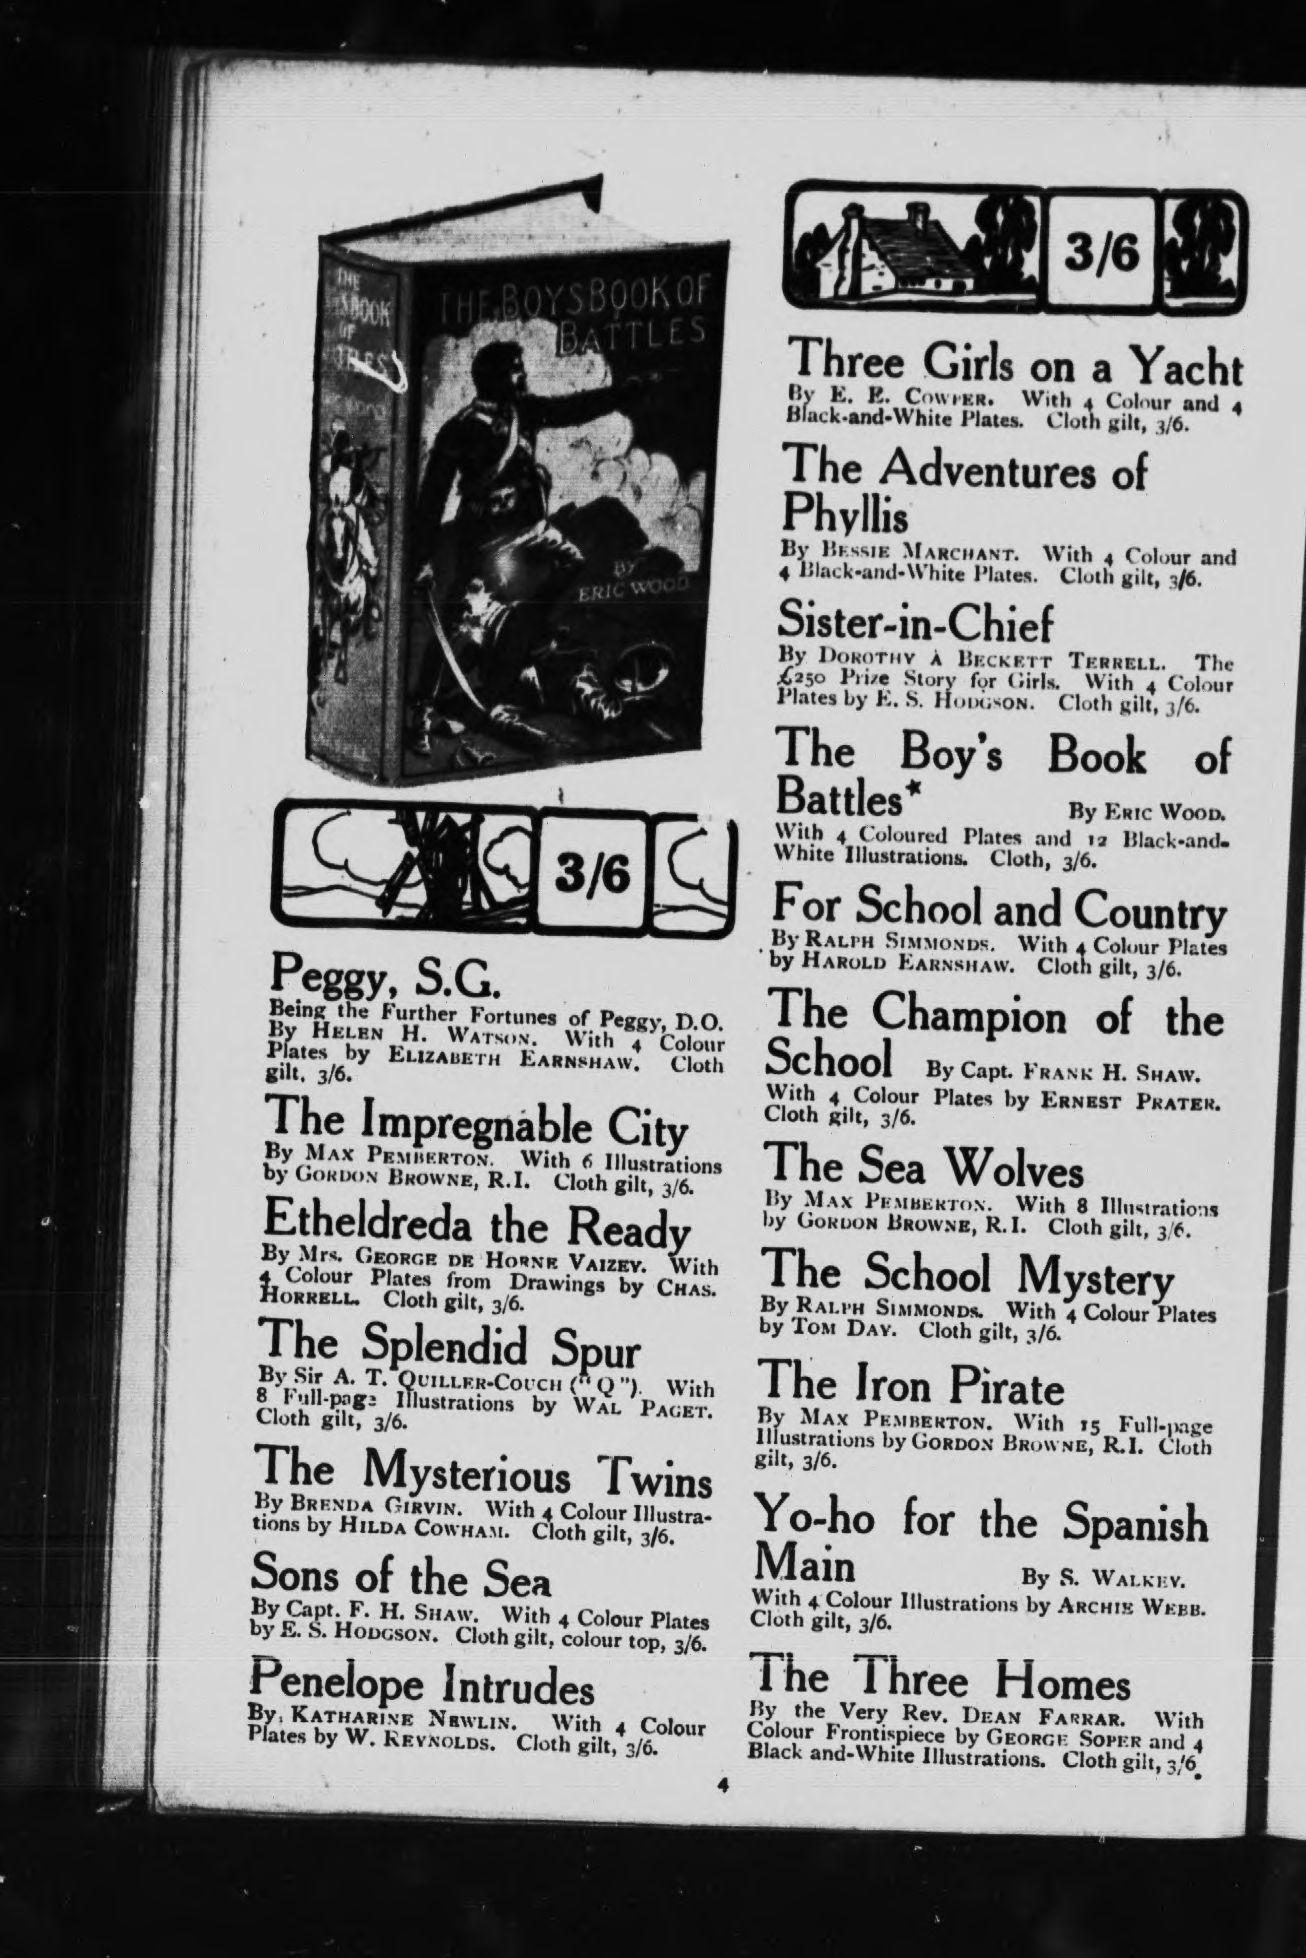 THE BOYS BOOK OF
BATTLES
BY
ERIC WOOD
THE
BOOK
OF
3/6
Peggy, S.G.
Being the Further Fortunes of Peggy, D.O.
By HELEN H. WATSON. With 4 Colour
Plates by ELIZABETH EARNSHAW. Cloth
gilt, 3/6.
The Impregnable City
By MAX PEMBERTON. With 6 Illustrations
by GORDON BROWNE, R.I. Cloth gilt, 3/6.
Etheldreda the Ready
By Mrs. GEORGE DE HORNE VAIZEY. With
4 Colour Plates from Drawings by CHAS.
HORRELL. Cloth gilt, 3/6.
The Splendid Spur
By Sir A. T. QUILLER-COUCH ("Q"). With
8 Full-page Illustrations by WAL PAGET.
Cloth gilt, 3/6.
The Mysterious Twins
By BRENDA GIRVIN. With 4 Colour Illustra-
tions by HILDA COWHAM. Cloth gilt, 3/6.
Sons of the Sea
By Capt. F. H. SHAW. With 4 Colour Plates
by E. S. HODGSON. Cloth gilt, colour top, 3/6.
Penelope Intrudes
By KATHARINE NEWLIN. With 4 Colour
Plates by W. REYNOLDS. Cloth gilt, 3/6.
3/6
Three Girls on a Yacht
By E. E. COWPER. With 4 Colour and 4
Black-and-White Plates. Cloth gilt, 3/6.
The Adventures of
Phyllis
By BESSIE MARCHANT. With 4 Colour and
4 Black-and-White Plates. Cloth gilt, 3/6.
Sister-in-Chief
By DOROTHY À BECKETT TERRELL. The
£250 Prize Story for Girls. With 4 Colour
Plates by E. S. HODGSON. Cloth gilt, 3/6.
The Boy's Book of
Battles* By ERIC WOOD.
With 4 Coloured Plates and 12 Black-and-
White Illustrations. Cloth, 3/6.
For School and Country
By RALPH SIMMONDS. With 4 Colour Plates
by HAROLD EARNSHAW. Cloth gilt, 3/6.
The Champion of the
School By Capt. FRANK H. SHAW.
With 4 Colour Plates by ERNEST PRATER.
Cloth gilt, 3/6.
The Sea Wolves
By MAX PEMBERTON. With 8 Illustrations
by GORDON BROWNE, R.I. Cloth gilt, 3/6.
The School Mystery
By RALPH SIMMONDS. With 4 Colour Plates
by TOM DAY. Cloth gilt, 3/6.
The Iron Pirate
By MAX PEMBERTON. With 15 Full-page
Illustrations by GORDON BROWNE, R.I. Cloth
gilt, 3/6.
Yo-ho for the Spanish
Main By S. WALKEY.
With 4 Colour Illustrations by ARCHIE WEBB.
Cloth gilt, 3/6.
The Three Homes
By the Very Rev. DEAN FARRAR. With
Colour Frontispiece by GEORGE SOPER and 4
Black and-White Illustrations. Cloth gilt, 3/6.
4